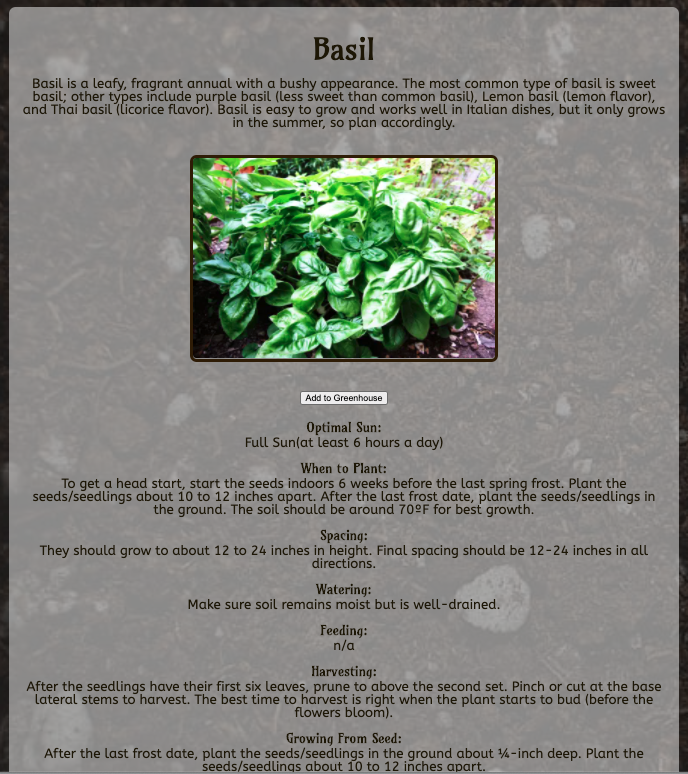 Basil
Basil is a leafy, fragrant annual with a bushy appearance. The most common type of basil is sweet
basil; other types include purple basil (less sweet than common basil), Lemon basil (lemon flavor),
and Thai basil (licorice flavor). Basil is easy to grow and works well in Italian dishes, but it only grows
in the summer, so plan accordingly.
Add to Greenhouse
Optimal Sun:
Full Sun(at least 6 hours a day)
When to Plant:
To get a head start, start the seeds indoors 6 weeks before the last spring frost. Plant the
seeds/seedlings about 10 to 12 inches apart. After the last frost date, plant the seeds/seedlings in
the ground. The soil should be around 70ºF for best growth.
Spacing:
They should grow to about 12 to 24 inches in height. Final spacing should be 12-24 inches in all
directions.
Watering:
Make sure soil remains moist but is well-drained.
Feeding:
n/a
Harvesting:
After the seedlings have their first six leaves, prune to above the second set. Pinch or cut at the base
lateral stems to harvest. The best time to harvest is right when the plant starts to bud (before the
flowers bloom).
Growing From Seed:
After the last frost date, plant the seeds/seedlings in the ground about ¼-inch deep. Plant the
seeds/seedlings about 10 to 12 inches apart.